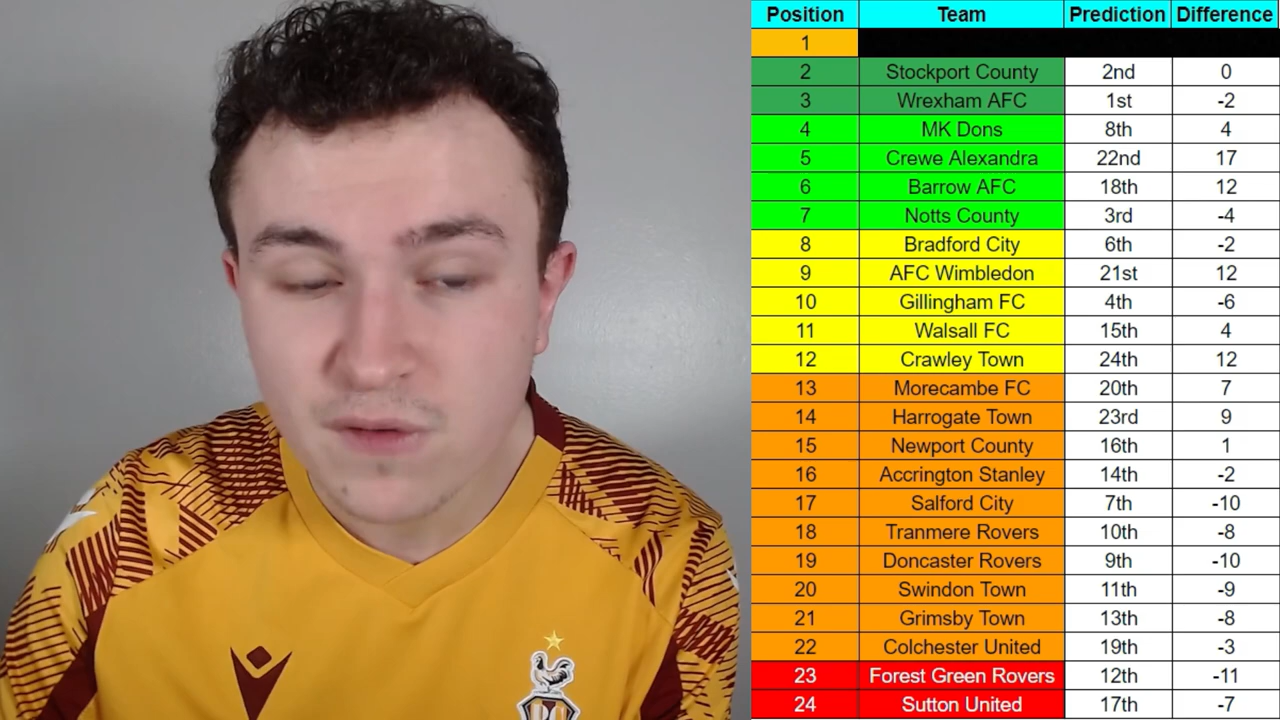 Position Team Prediction Difference
1
2 Stockport County 2nd 0
3 Wrexham AFC 1st -2
4 MK Dons 8th 4
5 Crewe Alexandra 22nd 17
6 Barrow AFC 18th 12
7 Notts County 3rd -4
8 Bradford City 6th -2
9 AFC Wimbledon 21st 12
10 Gillingham FC 4th -6
11 Walsall FC 15th 4
12 Crawley Town 24th 12
13 Morecambe FC 20th 7
14 Harrogate Town 23rd 9
15 Newport County 16th 1
16 Accrington Stanley 14th -2
17 Salford City 7th -10
18 Tranmere Rovers 10th -8
19 Doncaster Rovers 9th -10
20 Swindon Town 11th -9
21 Grimsby Town 13th -8
22 Colchester United 19th -3
23 Forest Green Rovers 12th -11
24 Sutton United 17th -7